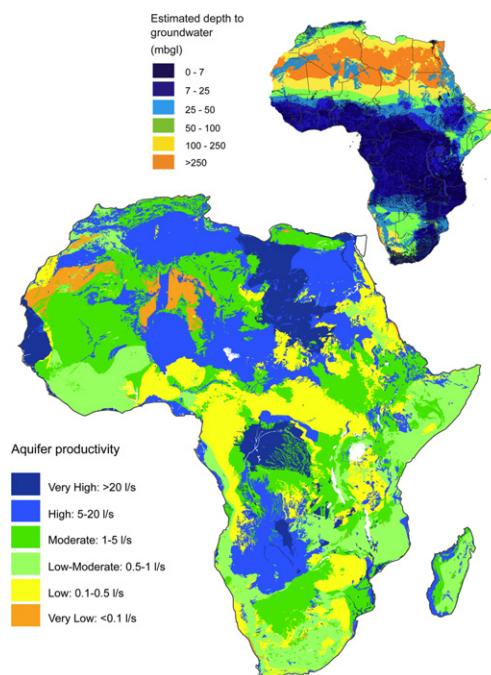 Estimated depth to
groundwater
(mbgl)
0 - 7
7 - 25
25 - 50
50 - 100
100 - 250
>250
Aquifer productivity
Very High: >20 l/s
High: 5-20 l/s
Moderate: 1-5 l/s
Low-Moderate: 0.5-1 l/s
Low: 0.1-0.5 l/s
Very Low: <0.1 l/s